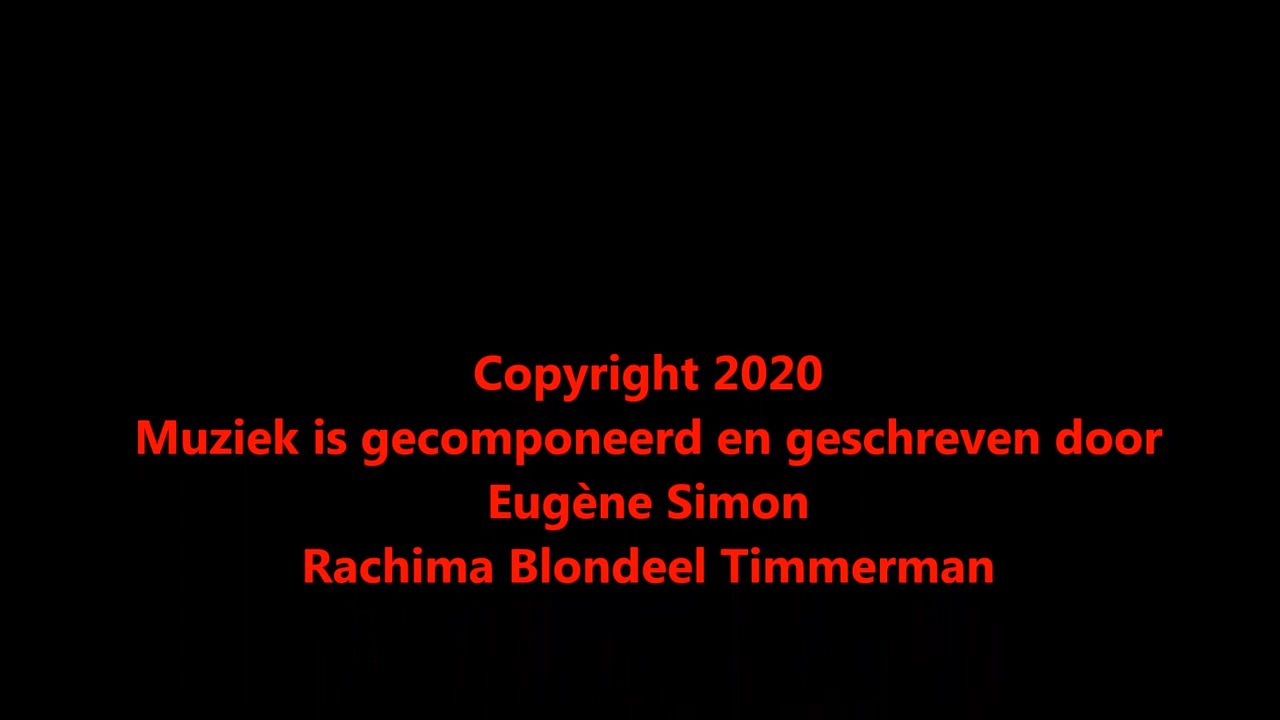 Copyright 2020
Muziek is gecomponeerd en geschreven door
Eugène Simon
Rachima Blondeel Timmerman